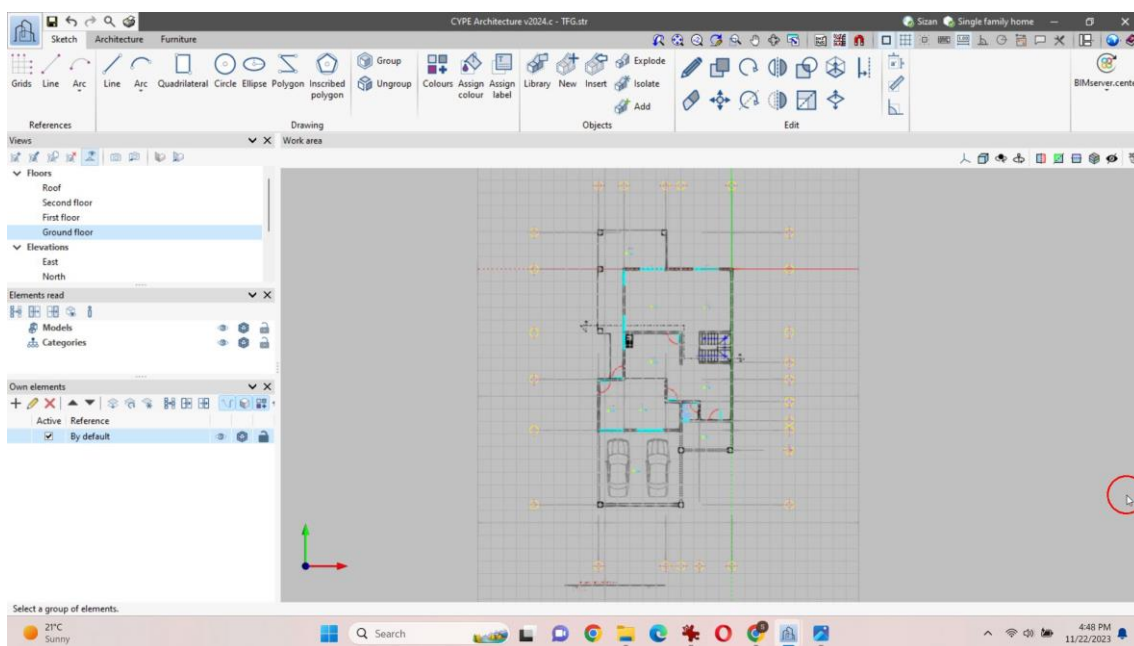 CYPE Architecture v2024.c - TFG.str
Sizan
Single family home
Sketch Architecture Furniture
Grids Line Arc
Line Arc Quadrilateral Circle Ellipse Polygon Inscribed polygon
Group
Ungroup
Colours Assign colour Assign label
Library New Insert
Explode
Isolate
Add
BIMserver.cente
References Drawing Objects Edit
Views
Work area
Floors
Roof
Second floor
First floor
Ground floor
Elevations
East
North
Elements read
Models
Categories
Own elements
Active Reference
By default
Select a group of elements.
21°C
Sunny
Search
4:48 PM
11/22/2023